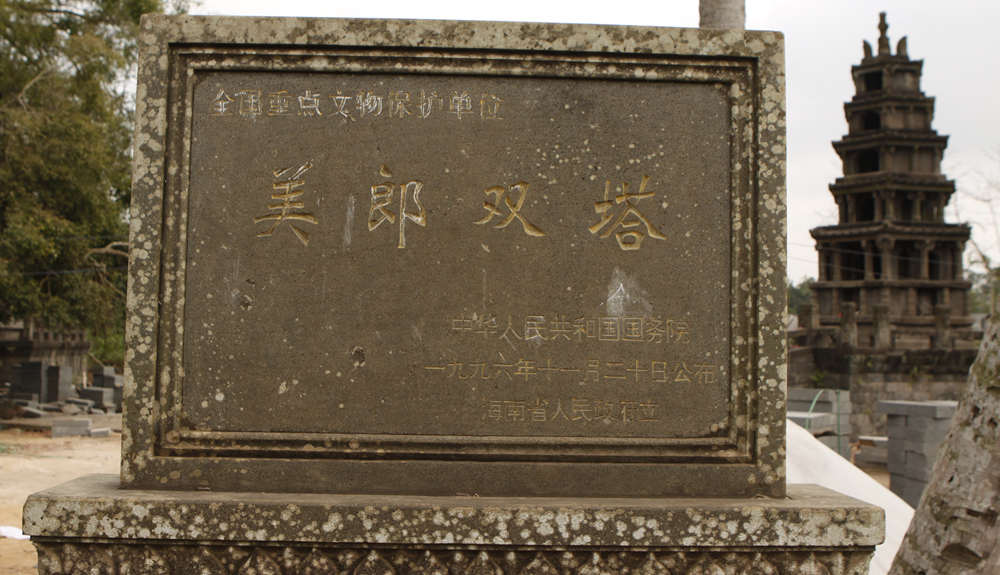 全国重点文物保护单位
美郎双塔
中华人民共和国国务院
一九九六年十一月二十日公布
海南省人民政府立